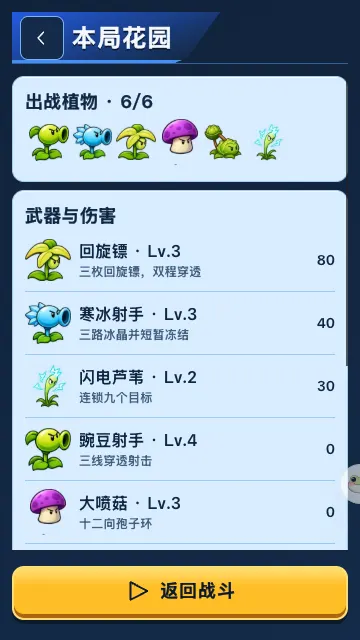 本局花园
出战植物 · 6/6
武器与伤害
回旋镖 · Lv.3
三枚回旋镖，双程穿透
80
寒冰射手 · Lv.3
三路冰晶并短暂冻结
40
闪电芦苇 · Lv.2
连锁九个目标
30
豌豆射手 · Lv.4
三线穿透射击
0
大喷菇 · Lv.3
十二向孢子环
0
返回战斗